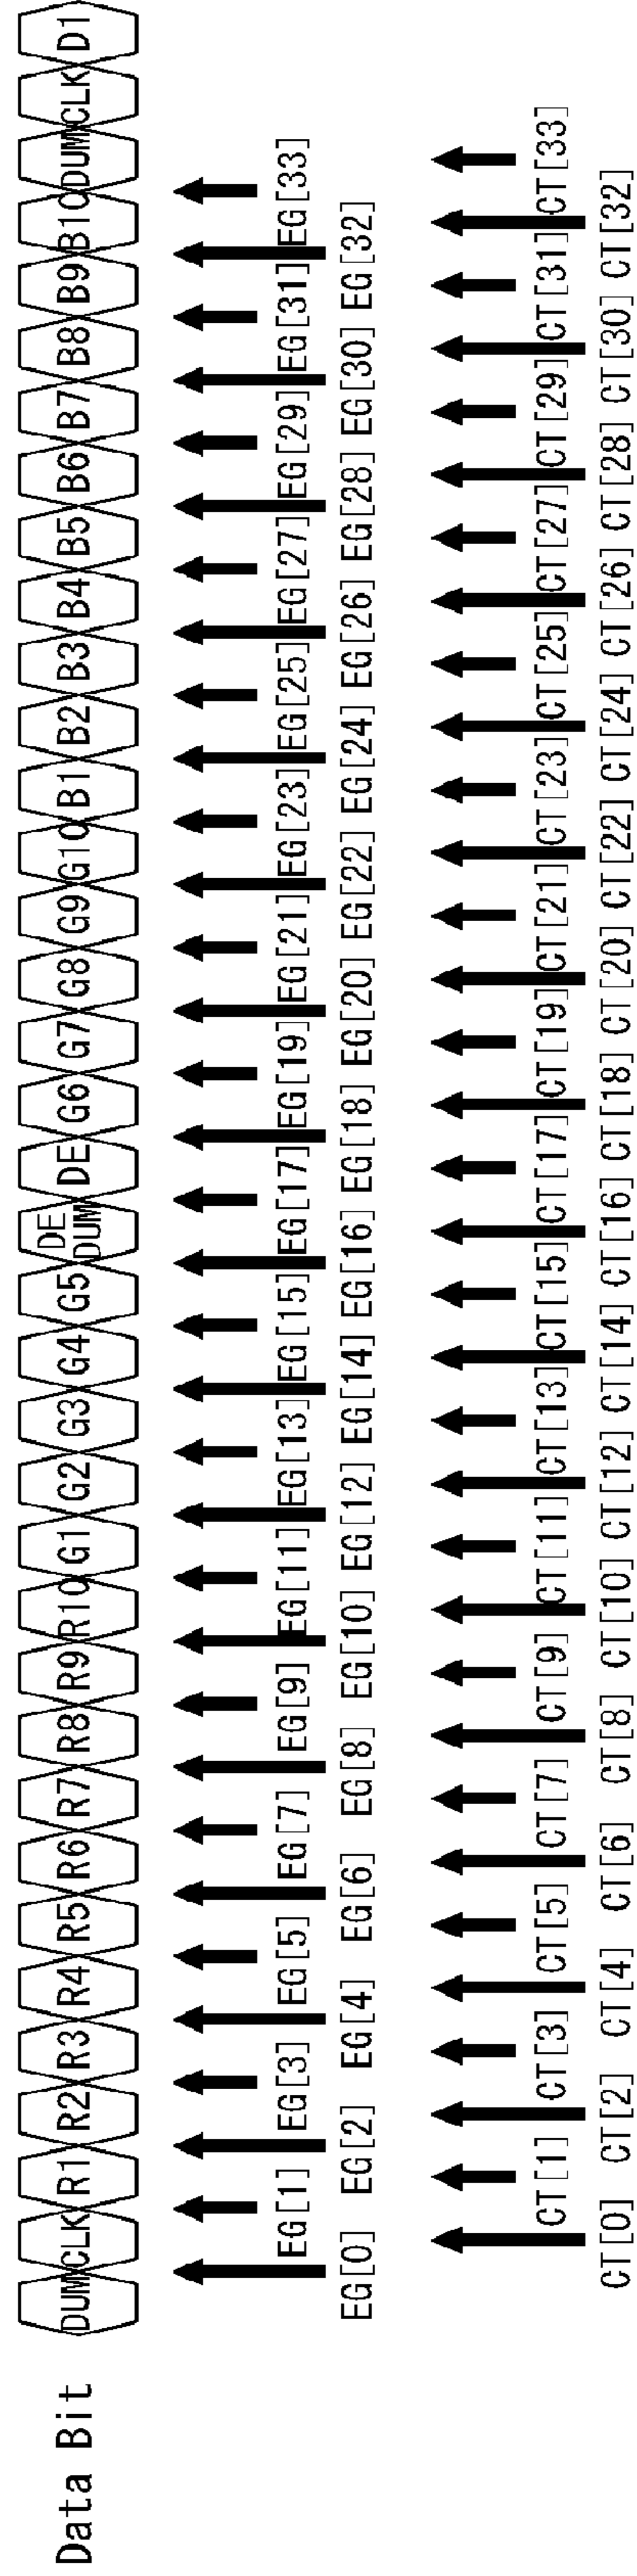 Data Bit DUM CLK R1 R2 R3 R4 R5 R6 R7 R8 R9 R10 G1 G2 G3 G4 G5 DE DUM DE G6 G7 G8 G9 G10 B1 B2 B3 B4 B5 B6 B7 B8 B9 B10 DUM CLK D1
EG[1] EG[3] EG[5] EG[7] EG[9] EG[11] EG[13] EG[15] EG[17] EG[19] EG[21] EG[23] EG[25] EG[27] EG[29] EG[31] EG[33]
EG[0] EG[2] EG[4] EG[6] EG[8] EG[10] EG[12] EG[14] EG[16] EG[18] EG[20] EG[22] EG[24] EG[26] EG[28] EG[30] EG[32]
CT[1] CT[3] CT[5] CT[7] CT[9] CT[11] CT[13] CT[15] CT[17] CT[19] CT[21] CT[23] CT[25] CT[27] CT[29] CT[31] CT[33]
CT[0] CT[2] CT[4] CT[6] CT[8] CT[10] CT[12] CT[14] CT[16] CT[18] CT[20] CT[22] CT[24] CT[26] CT[28] CT[30] CT[32]